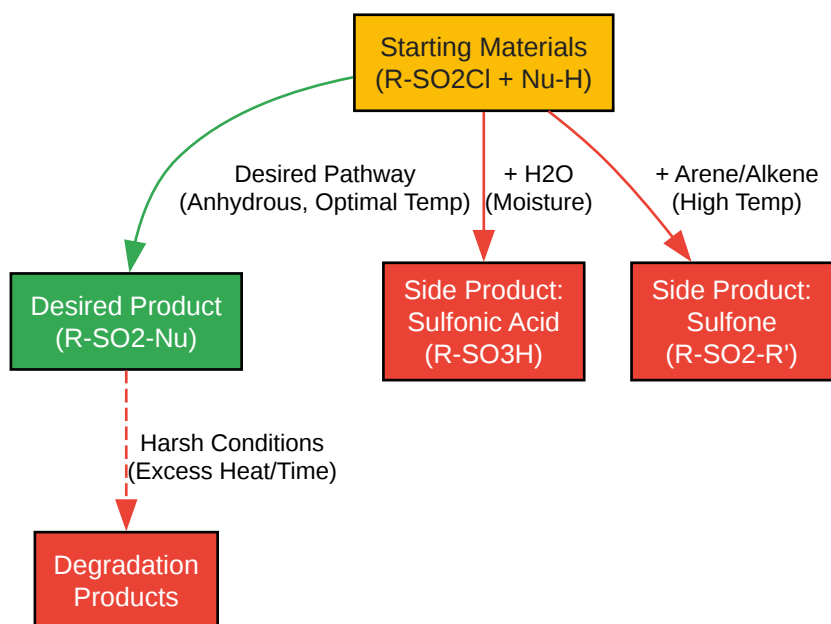 Starting Materials
(R-SO2Cl + Nu-H)
Desired Pathway
(Anhydrous, Optimal Temp)
+ H2O
(Moisture)
+ Arene/Alkene
(High Temp)
Desired Product
(R-SO2-Nu)
Side Product:
Sulfonic Acid
(R-SO3H)
Side Product:
Sulfone
(R-SO2-R')
Harsh Conditions
(Excess Heat/Time)
Degradation
Products